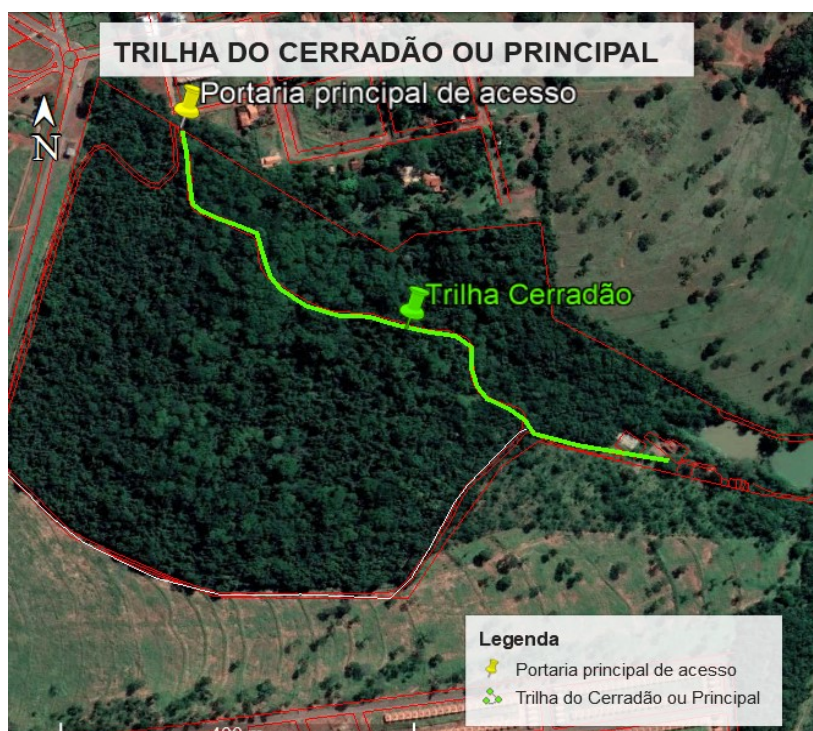 TRILHA DO CERRADÃO OU PRINCIPAL
Portaria principal de acesso
N
Trilha Cerradão
Legenda
Portaria principal de acesso
Trilha do Cerradão ou Principal